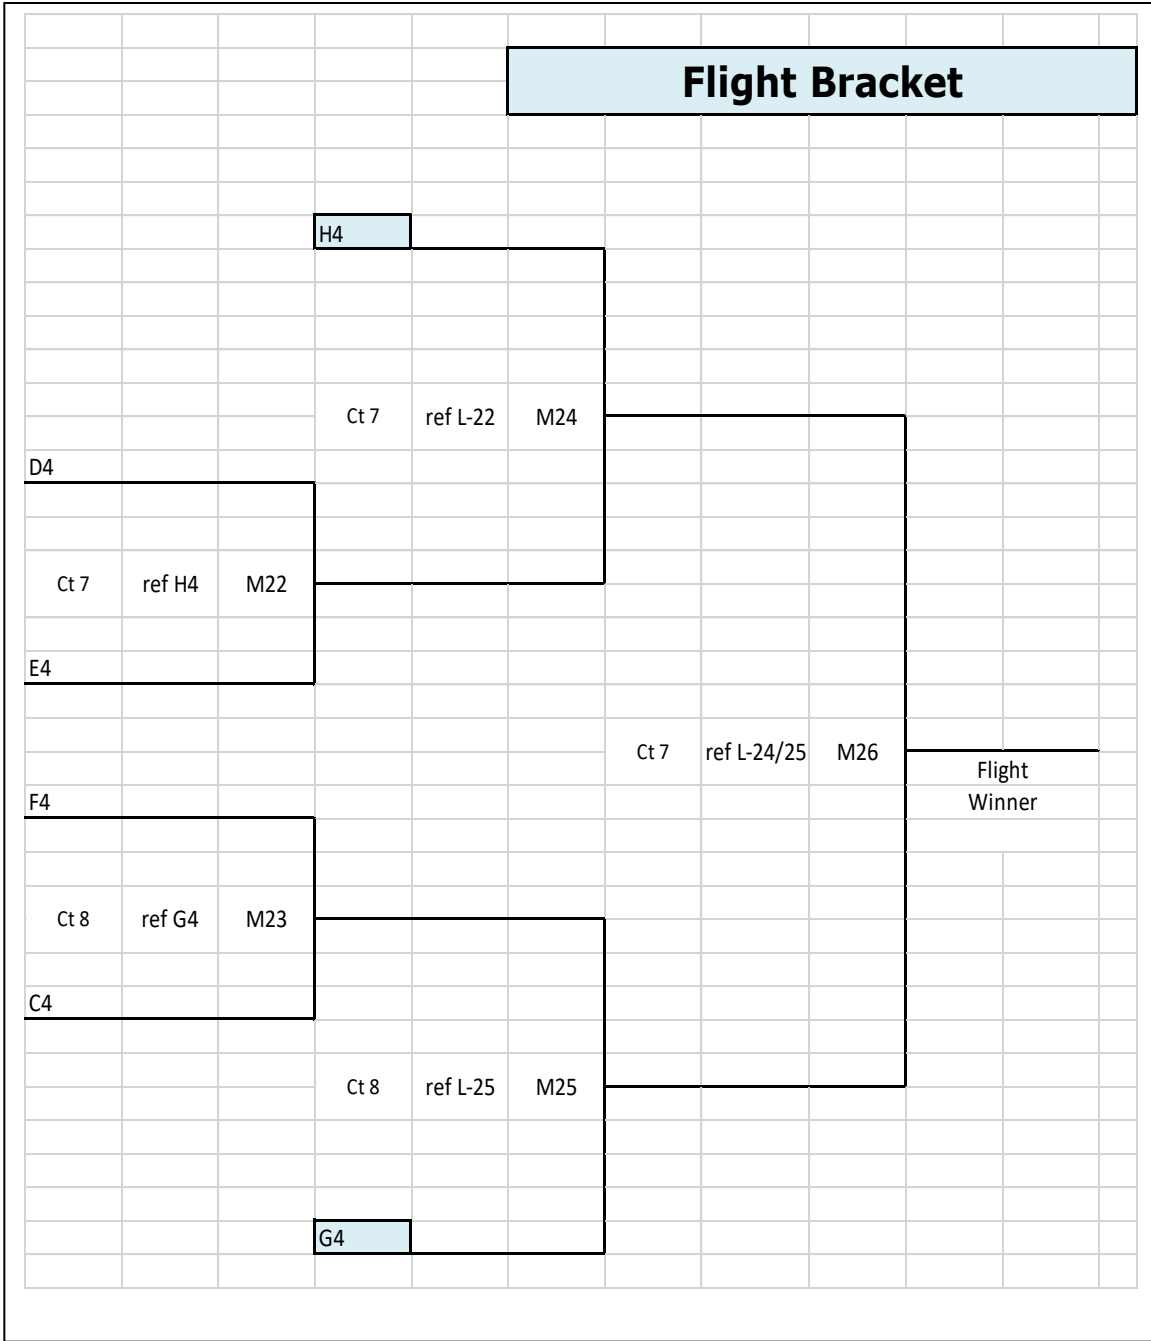 Flight Bracket
H4
Ct 7 ref L-22 M24
D4
Ct 7 ref H4 M22
E4
Ct 7 ref L-24/25 M26
Flight
Winner
F4
Ct 8 ref G4 M23
C4
Ct 8 ref L-25 M25
G4